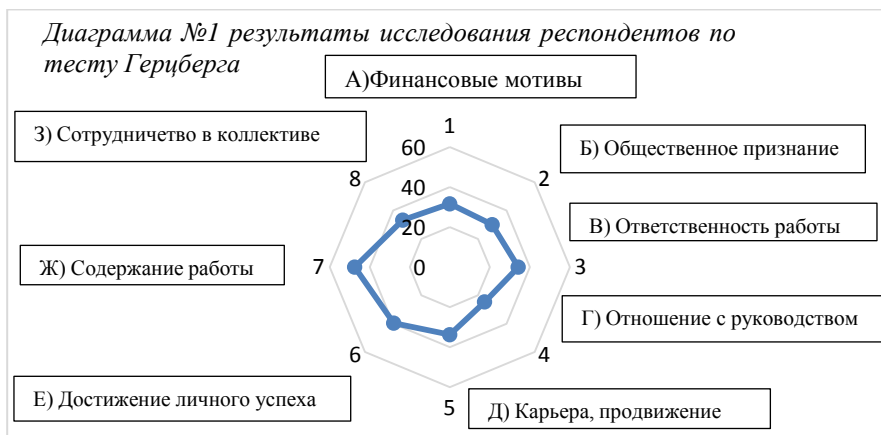 Диаграмма №1 результаты исследования респондентов по
тесту Герцберга
А)Финансовые мотивы
З) Сотрудничетво в коллективе
1
60
Б) Общественное признание
8
2
40
20
В) Ответственность работы
Ж) Содержание работы
7
0
3
Г) Отношение с руководством
6
4
Е) Достижение личного успеха
5
Д) Карьера, продвижение